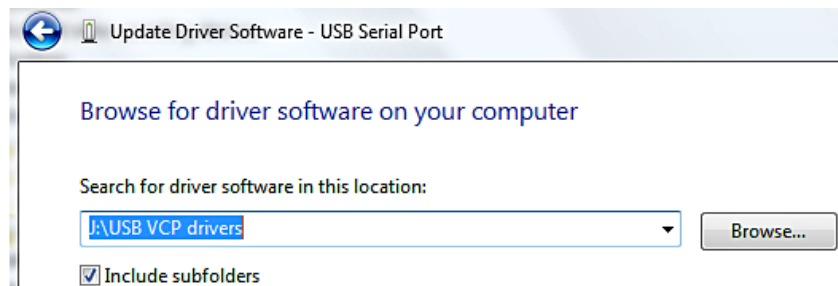 Update Driver Software - USB Serial Port
Browse for driver software on your computer
Search for driver software in this location:
J:\USB VCP drivers
Browse...
Include subfolders